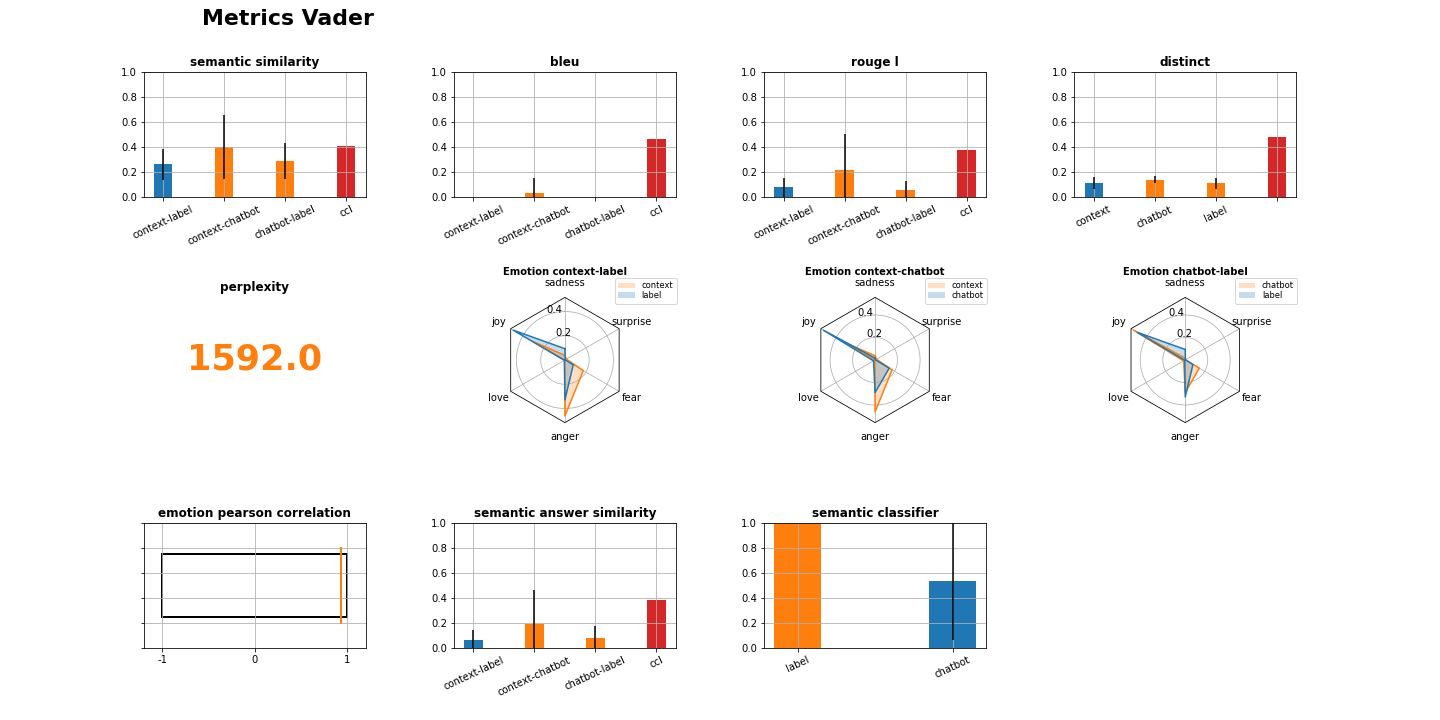 Metrics Vader
semantic similarity
1.0
0.8
0.6
0.4
0.2
0.0
context-label
context-chatbot
chatbot-label
ccl
bleu
1.0
0.8
0.6
0.4
0.2
0.0
context-label
context-chatbot
chatbot-label
ccl
rouge l
1.0
0.8
0.6
0.4
0.2
0.0
context-label
context-chatbot
chatbot-label
ccl
distinct
1.0
0.8
0.6
0.4
0.2
0.0
context
chatbot
label
perplexity
1592.0
Emotion context-label
sadness
context
label
joy
0.4
0.2
surprise
love
fear
anger
Emotion context-chatbot
sadness
context
chatbot
joy
0.4
0.2
surprise
love
fear
anger
Emotion chatbot-label
sadness
chatbot
label
joy
0.4
0.2
surprise
love
fear
anger
emotion pearson correlation
-1
0
1
semantic answer similarity
1.0
0.8
0.6
0.4
0.2
0.0
context-label
context-chatbot
chatbot-label
ccl
semantic classifier
1.0
0.8
0.6
0.4
0.2
0.0
label
chatbot